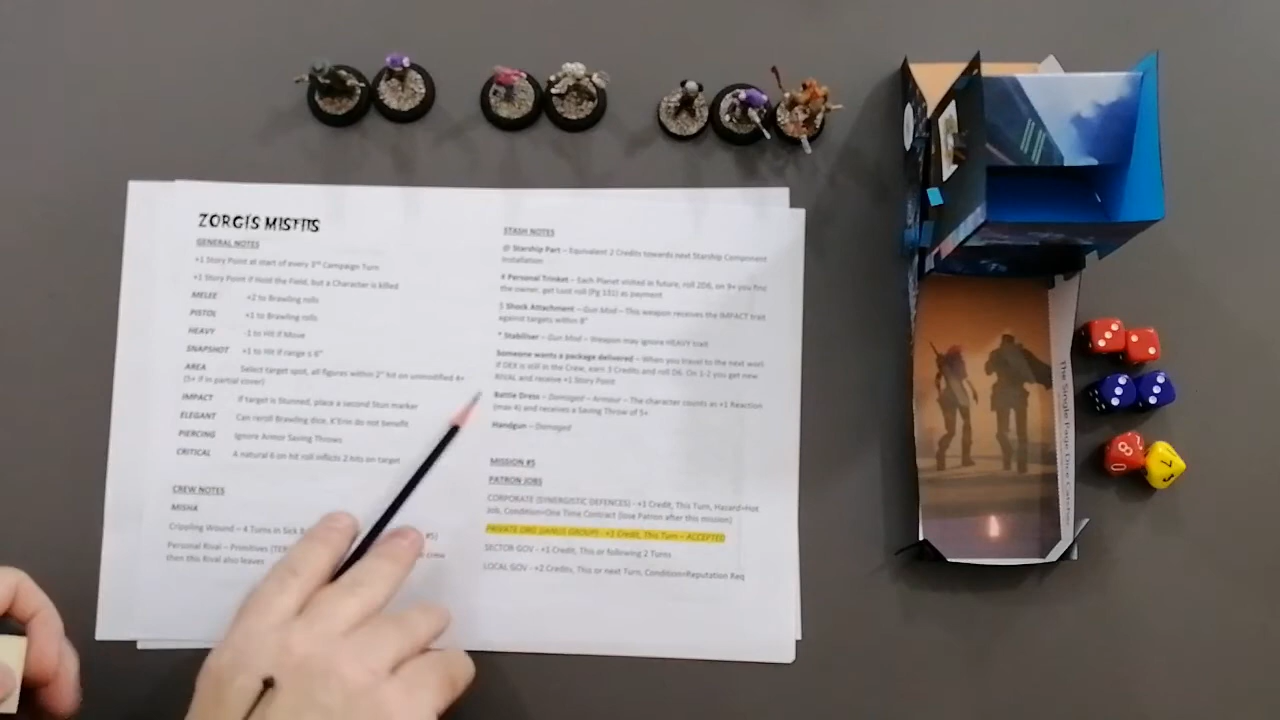 ZORG'S MISFITS
GENERAL NOTES
+1 Story Point at start of every 3rd Campaign Turn
+1 Story Point if Hold the Field, but a Character is killed
MELEE +2 to Brawling rolls
PISTOL +1 to Brawling rolls
HEAVY -1 to Hit if Move
SNAPSHOT +1 to Hit if range ≤ 6"
AREA Select target spot, all figures within 2" hit on unmodified 4+
(5+ if in partial cover)
IMPACT If target is Stunned, place a second Stun marker
ELEGANT Can reroll Brawling dice, K'Erin do not benefit
PIERCING Ignore Armor Saving Throws
CRITICAL A natural 6 on hit roll inflicts 2 hits on target
CREW NOTES
MISHA
Crippling Wound – 4 Turns in Sick #5)
Personal Rival – Primitives crew
then this Rival also leaves
STASH NOTES
@ Starship Part – Equivalent 2 Credits towards next Starship Component
Installation
# Personal Trinket – Each Planet visited in future, roll 2D6, on 9+ you find
the owner, get Loot roll (Pg 131) as payment
$ Shock Attachment – Gun Mod – This weapon receives the IMPACT trait
against targets within 8"
* Stabiliser – Gun Mod – Weapon may ignore HEAVY trait
Someone wants a package delivered – When you travel to the next world
if DEX is still in the Crew, earn 3 Credits and roll D6. On 1-2 you get new
RIVAL and receive +1 Story Point
Battle Dress – Damaged – Armour – The character counts as +1 Reaction
(max 4) and receives a Saving Throw of 5+
Handgun – Damaged
MISSION #5
PATRON JOBS
CORPORATE (SYNERGISTIC DEFENCES) - +1 Credit, This Turn, Hazard=Hot
Job, Condition=One Time Contract (lose Patron after this mission)
PRIVATE ORG (JANUS GROUP) - +1 Credit, This Turn – ACCEPTED
SECTOR GOV - +1 Credit, This or following 2 Turns
LOCAL GOV - +2 Credits, This or next Turn, Condition=Reputation Req
The Single Page Dice Catcher
0 8
7 3